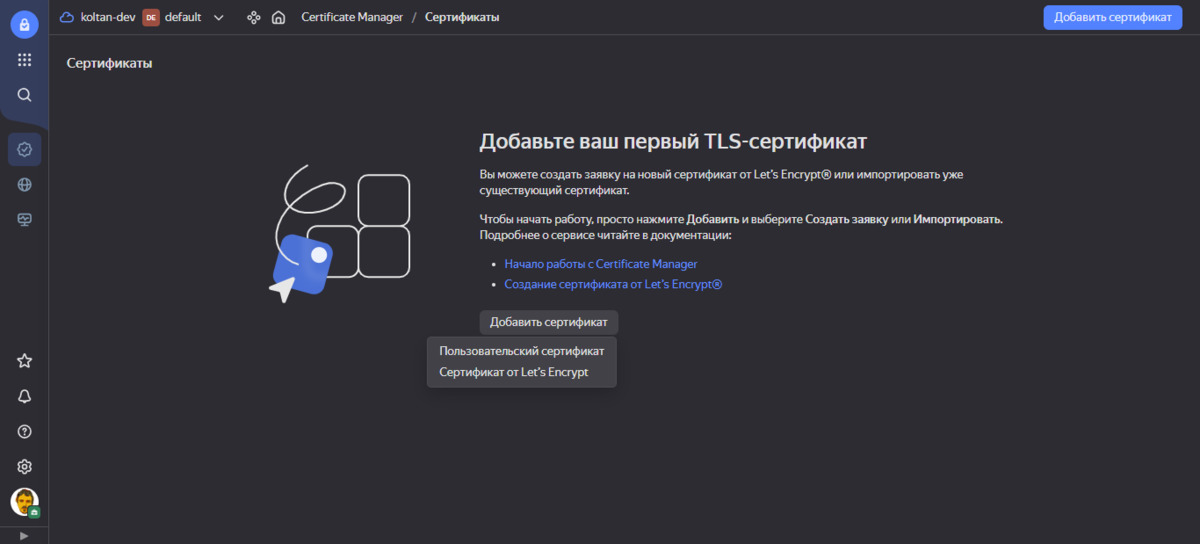 koltan-dev DE default Certificate Manager / Сертификаты Добавить сертификат
Сертификаты
Добавьте ваш первый TLS-сертификат
Вы можете создать заявку на новый сертификат от Let's Encrypt® или импортировать уже
существующий сертификат.
Чтобы начать работу, просто нажмите Добавить и выберите Создать заявку или Импортировать.
Подробнее о сервисе читайте в документации:
• Начало работы с Certificate Manager
• Создание сертификата от Let's Encrypt®
Добавить сертификат
Пользовательский сертификат
Сертификат от Let's Encrypt